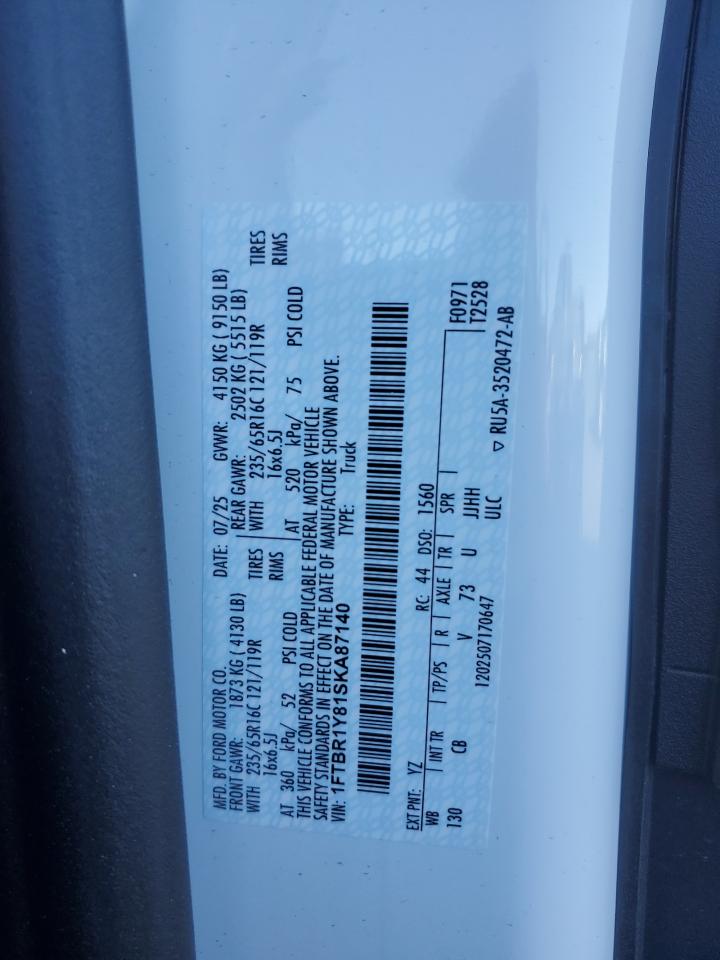 MFD. BY FORD MOTOR CO. DATE: 07/25 GVWR: 4150 KG ( 9150 LB)
FRONT GAWR: 1873 KG ( 4130 LB) REAR GAWR: 2502 KG ( 5515 LB)
WITH 235/65R16C 121/119R TIRES WITH 235/65R16C 121/119R TIRES
16x6.5J RIMS 16x6.5J RIMS
AT 360 kPa/ 52 PSI COLD AT 520 kPa/ 75 PSI COLD
THIS VEHICLE CONFORMS TO ALL APPLICABLE FEDERAL MOTOR VEHICLE
SAFETY STANDARDS IN EFFECT ON THE DATE OF MANUFACTURE SHOWN ABOVE.
VIN: 1FTBR1Y81SKA87140 TYPE: Truck
EXT PNT: YZ RC: 44 DSO: 1560
WB INT TR TP/PS R AXLE TR SPR F0971
130 CB V 73 U JJHH T2528
1202507170647 ULC
▽ RU5A-3520472-AB